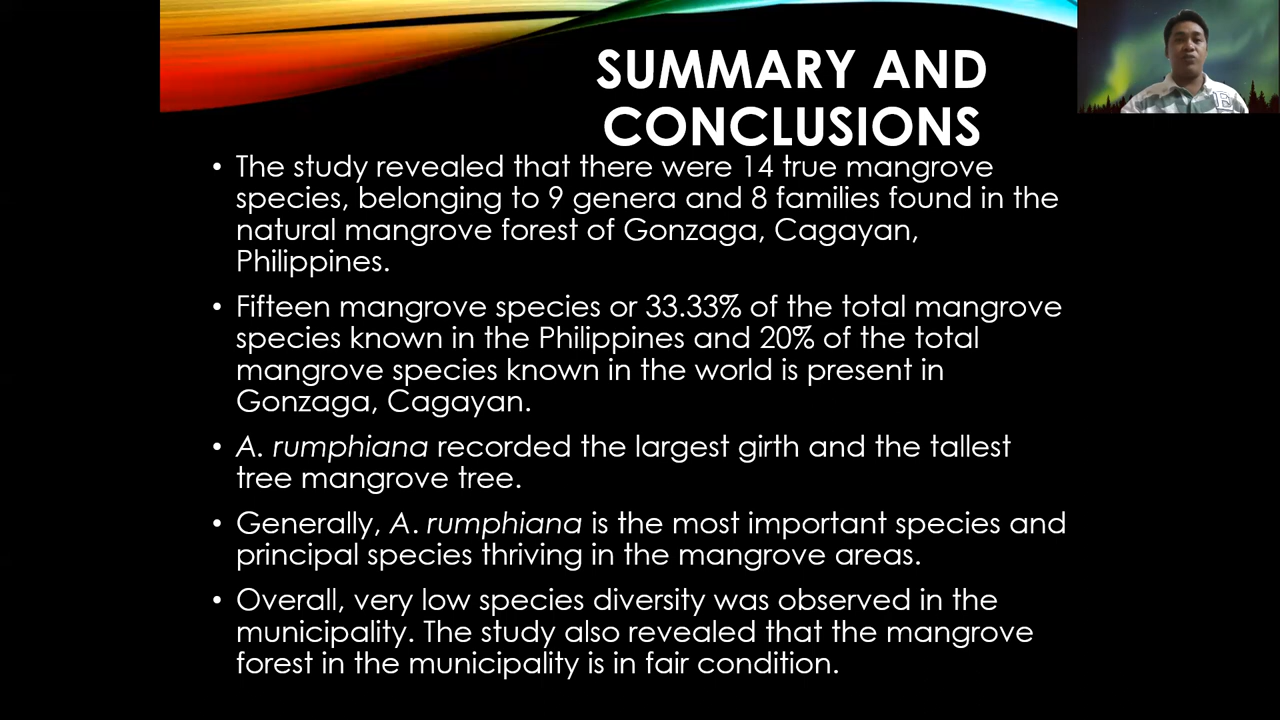 SUMMARY AND
CONCLUSIONS
• The study revealed that there were 14 true mangrove
species, belonging to 9 genera and 8 families found in the
natural mangrove forest of Gonzaga, Cagayan,
Philippines.
• Fifteen mangrove species or 33.33% of the total mangrove
species known in the Philippines and 20% of the total
mangrove species known in the world is present in
Gonzaga, Cagayan.
• A. rumphiana recorded the largest girth and the tallest
tree mangrove tree.
• Generally, A. rumphiana is the most important species and
principal species thriving in the mangrove areas.
• Overall, very low species diversity was observed in the
municipality. The study also revealed that the mangrove
forest in the municipality is in fair condition.
E